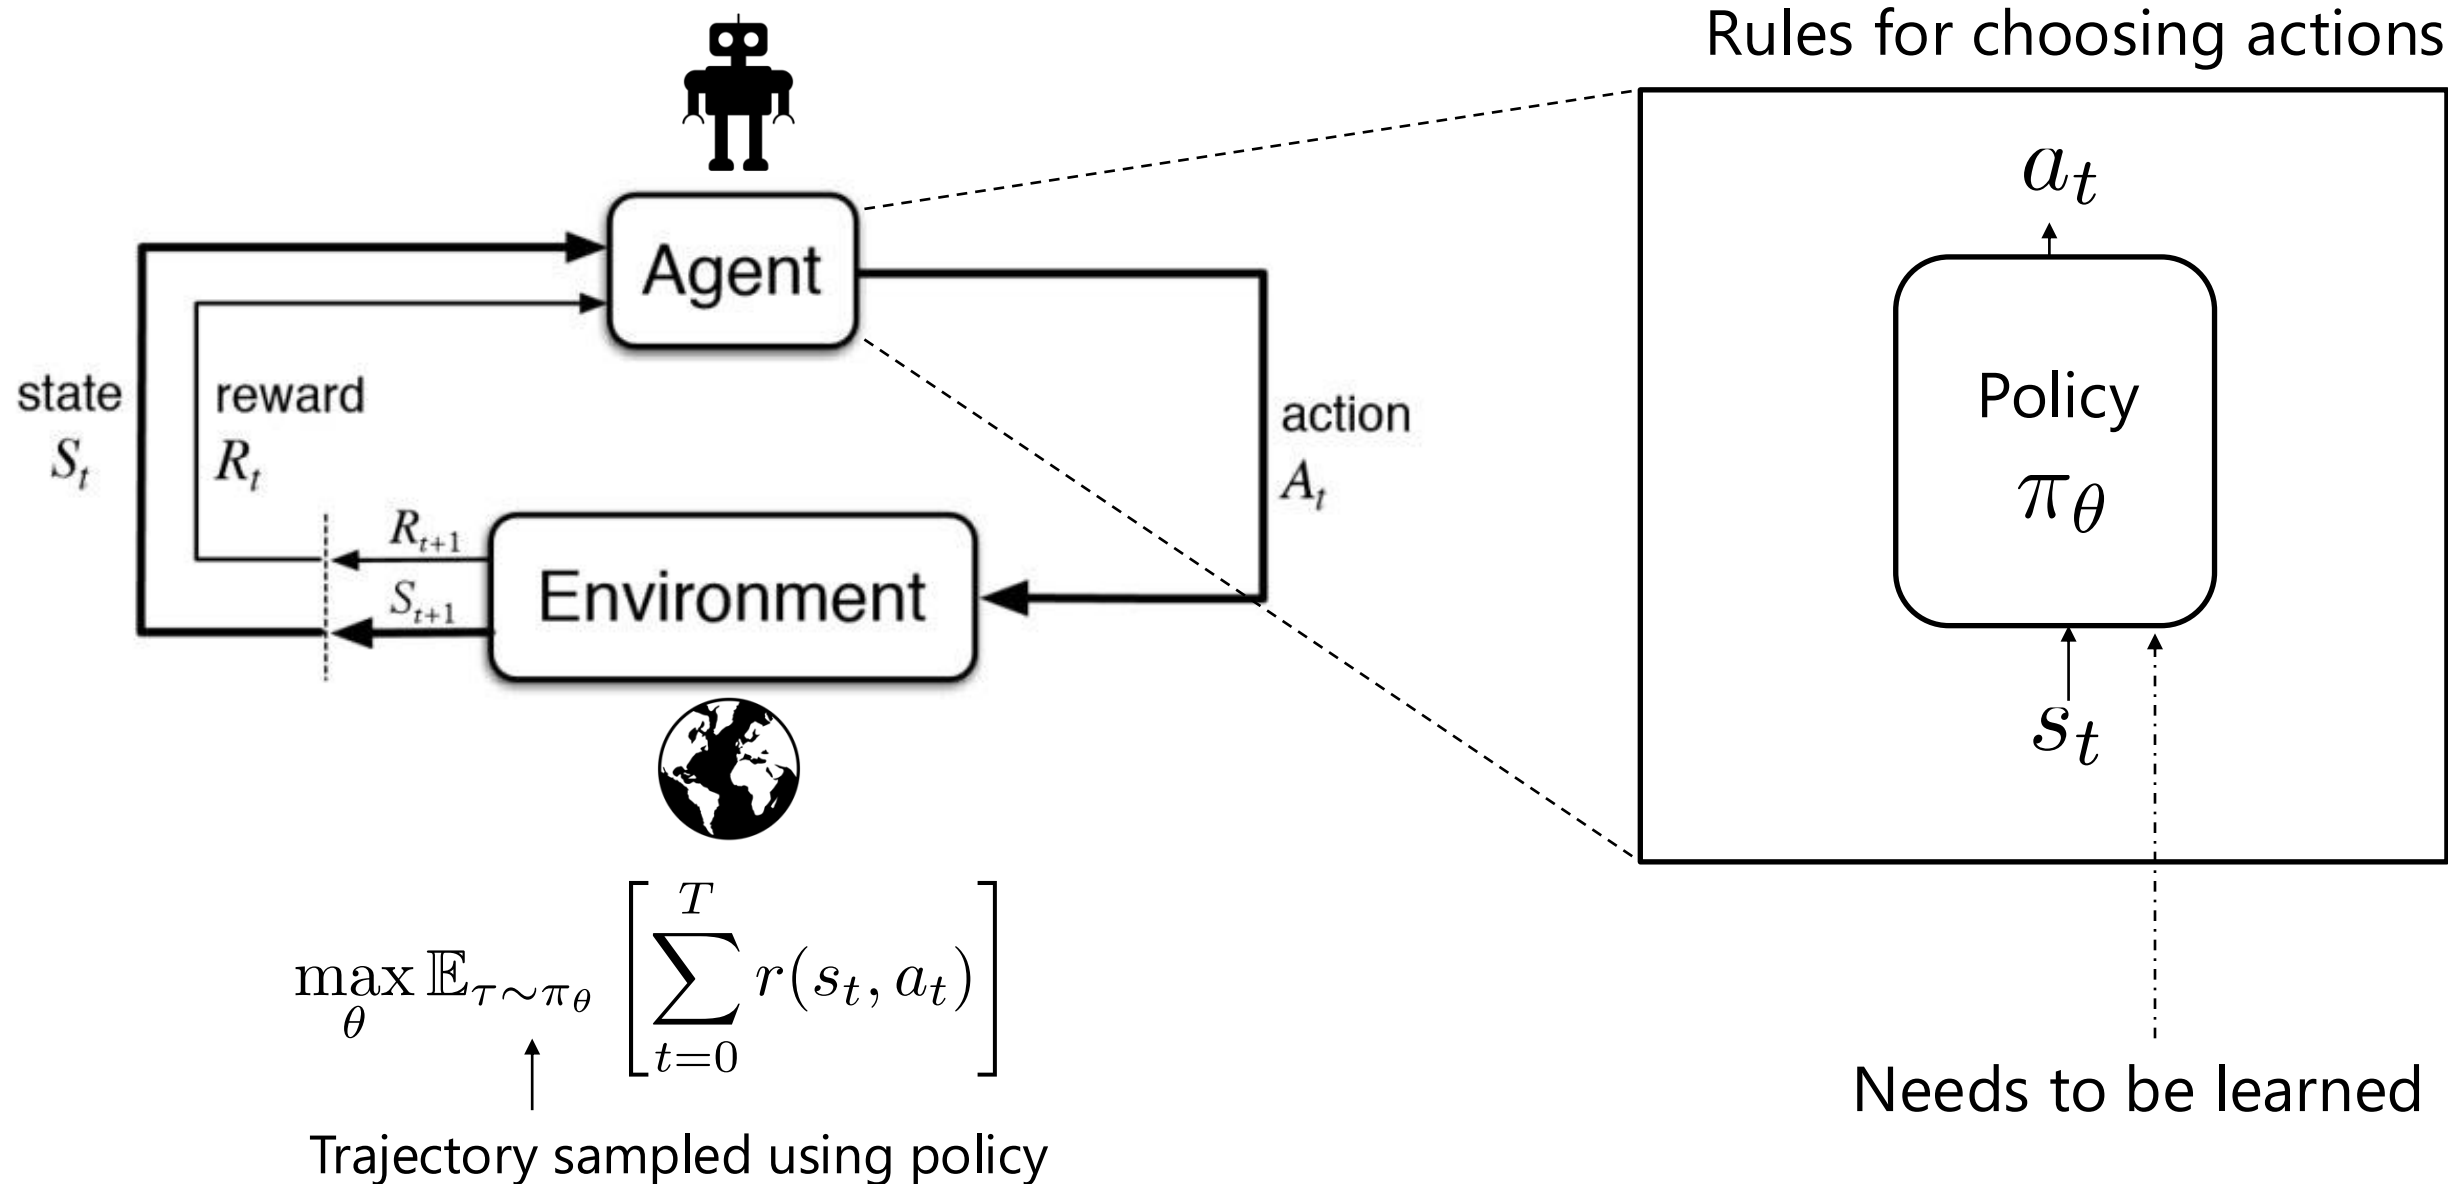 Rules for choosing actions
Agent
state
S_t
reward
R_t
action
A_t
R_{t+1}
S_{t+1}
Environment
a_t
Policy
π_θ
s_t
max_θ 𝔼_{τ∼π_θ} [∑_{t=0}^{T} r(s_t, a_t)]
Trajectory sampled using policy
Needs to be learned